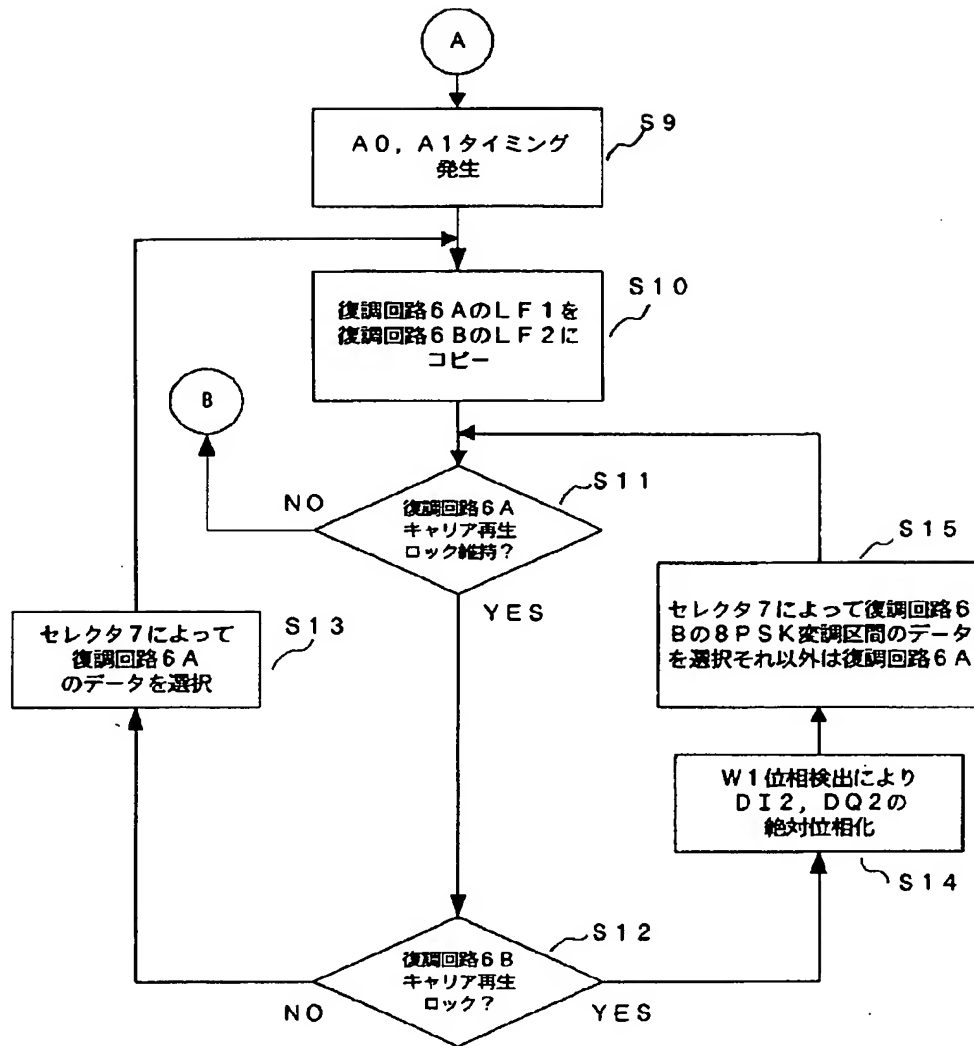 A
S9
A0,A1タイミング
発生
S10
復調回路6AのLF1を
復調回路6BのLF2に
コピー
B
S11
NO
復調回路6A
キャリア再生
ロック維持?
YES
S15
セレクタ7によって復調回路6
Bの8PSK変調区間のデータ
を選択それ以外は復調回路6A
セレクタ7によって
復調回路6A
のデータを選択
S13
W1位相検出により
DI2,DQ2の
絶対位相化
S14
S12
復調回路6B
キャリア再生
ロック?
NO
YES